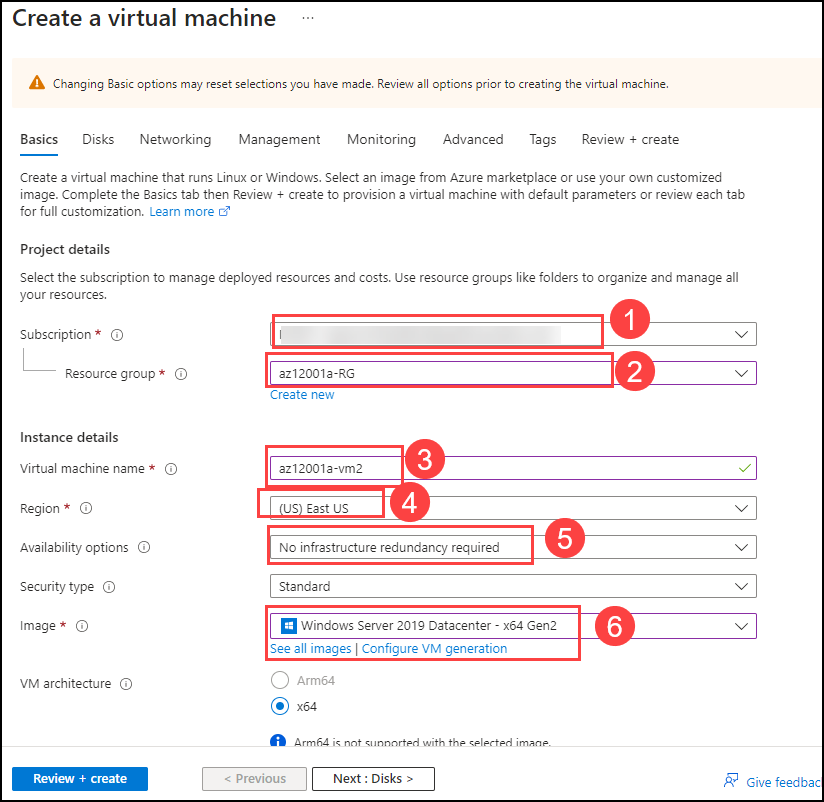 Create a virtual machine ...
Changing Basic options may reset selections you have made. Review all options prior to creating the virtual machine.
Basics Disks Networking Management Monitoring Advanced Tags Review + create
Create a virtual machine that runs Linux or Windows. Select an image from Azure marketplace or use your own customized
image. Complete the Basics tab then Review + create to provision a virtual machine with default parameters or review each tab
for full customization. Learn more
Project details
Select the subscription to manage deployed resources and costs. Use resource groups like folders to organize and manage all
your resources.
Subscription * 1
Resource group * az12001a-RG 2
Create new
Instance details
Virtual machine name * az12001a-vm2 3
Region * (US) East US 4
Availability options No infrastructure redundancy required 5
Security type Standard
Image * Windows Server 2019 Datacenter - x64 Gen2 6
See all images | Configure VM generation
VM architecture Arm64
x64
Arm64 is not supported with the selected image.
Review + create < Previous Next : Disks > Give feedbac